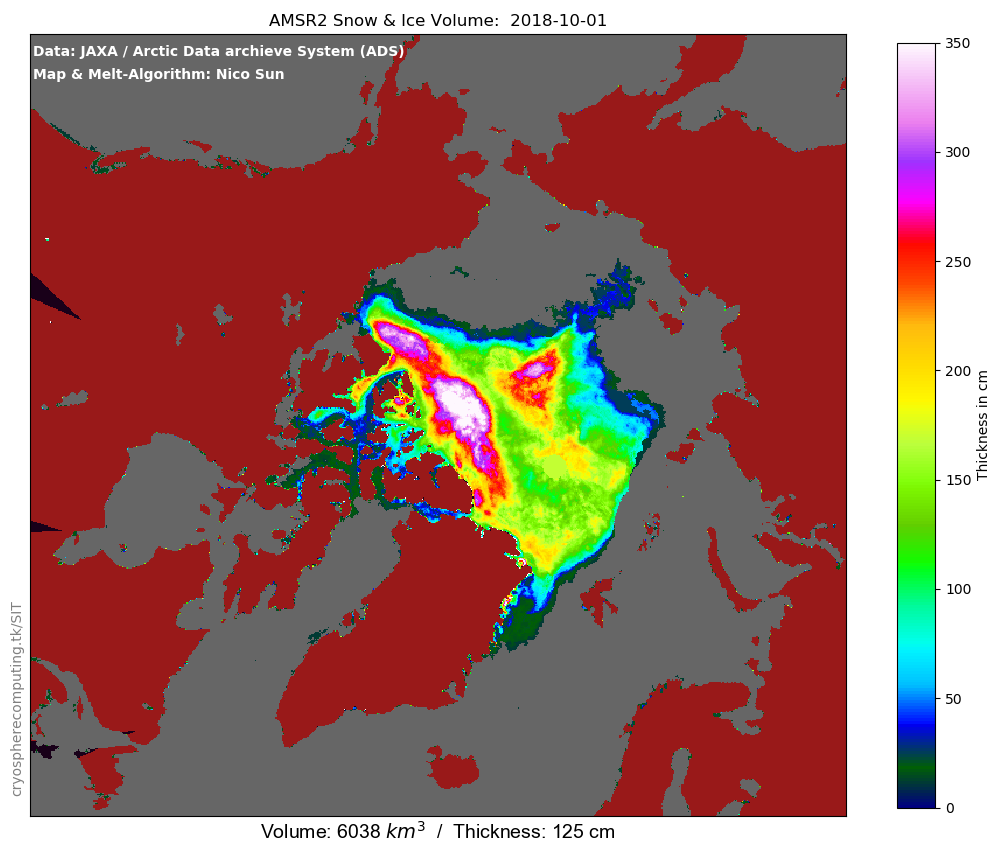 AMSR2 Snow & Ice Volume:  2018-10-01
Data: JAXA / Arctic Data archieve System (ADS)
Map & Melt-Algorithm: Nico Sun
350
300
250
200
150
100
50
0
Thickness in cm
cryospherecomputing.tk/SIT
Volume: 6038 km³  /  Thickness: 125 cm